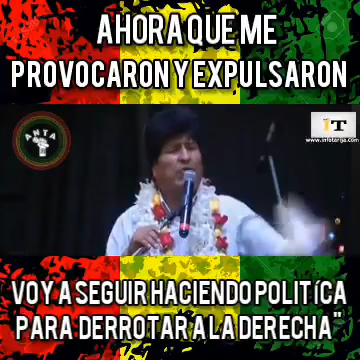 AHORA QUE ME
PROVOCARON Y EXPULSARON
ANTA
iT
www.infotarija.com
VOY A SEGUIR HACIENDO POLITÍCA
PARA DERROTAR A LA DERECHA"